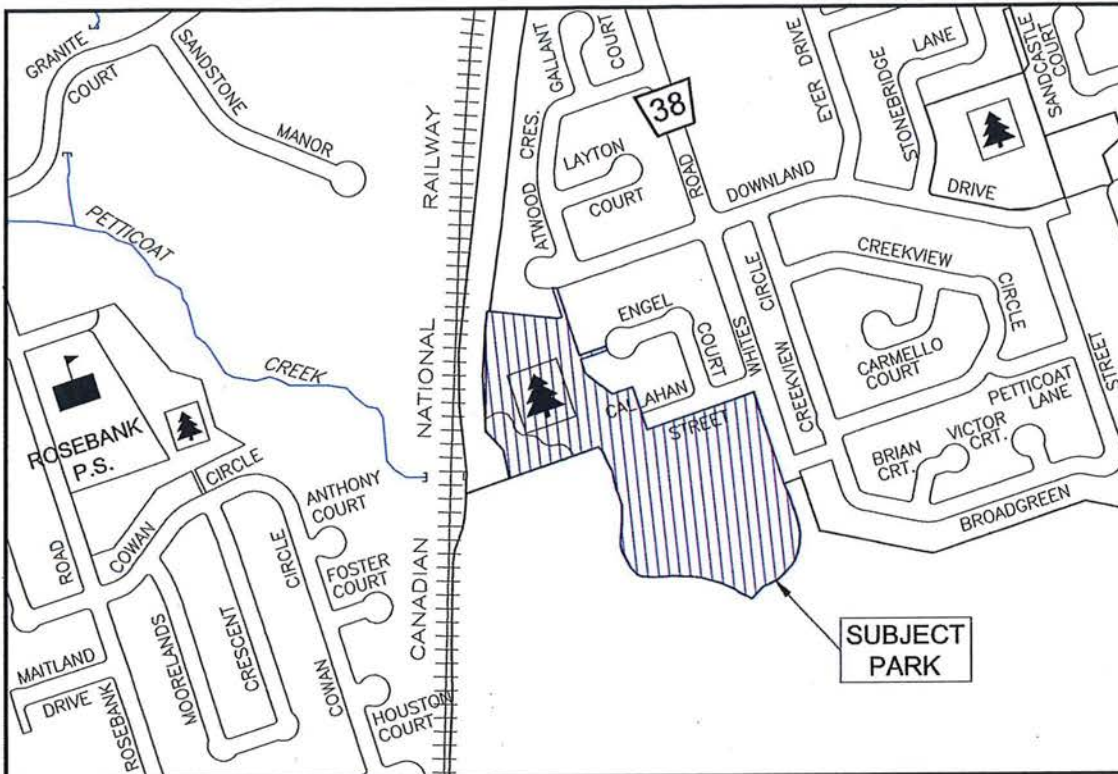 GRANITE
COURT
SANDSTONE
MANOR
PETTICOAT
CREEK
CANADIAN
NATIONAL
RAILWAY
ROSEBANK
P.S.
COWAN
CIRCLE
ANTHONY
COURT
FOSTER
COURT
CIRCLE
COWAN
HOUSTON
COURT
ROAD
ROSEBANK
MAITLAND
DRIVE
MOORELANDS
CRESCENT
ATWOOD CRES.
GALLANT
COURT
LAYTON
COURT
38
WHITES
ROAD
ENGEL
COURT
CALLAHAN
STREET
EYER DRIVE
STONEBRIDGE
LANE
SANDCASTLE
COURT
DOWNLAND
DRIVE
CREEKVIEW
CIRCLE
CREEKVIEW
CIRCLE
CARMELLO
COURT
PETTICOAT
LANE
STREET
BRIAN
CRT.
VICTOR
CRT.
BROADGREEN
SUBJECT
PARK